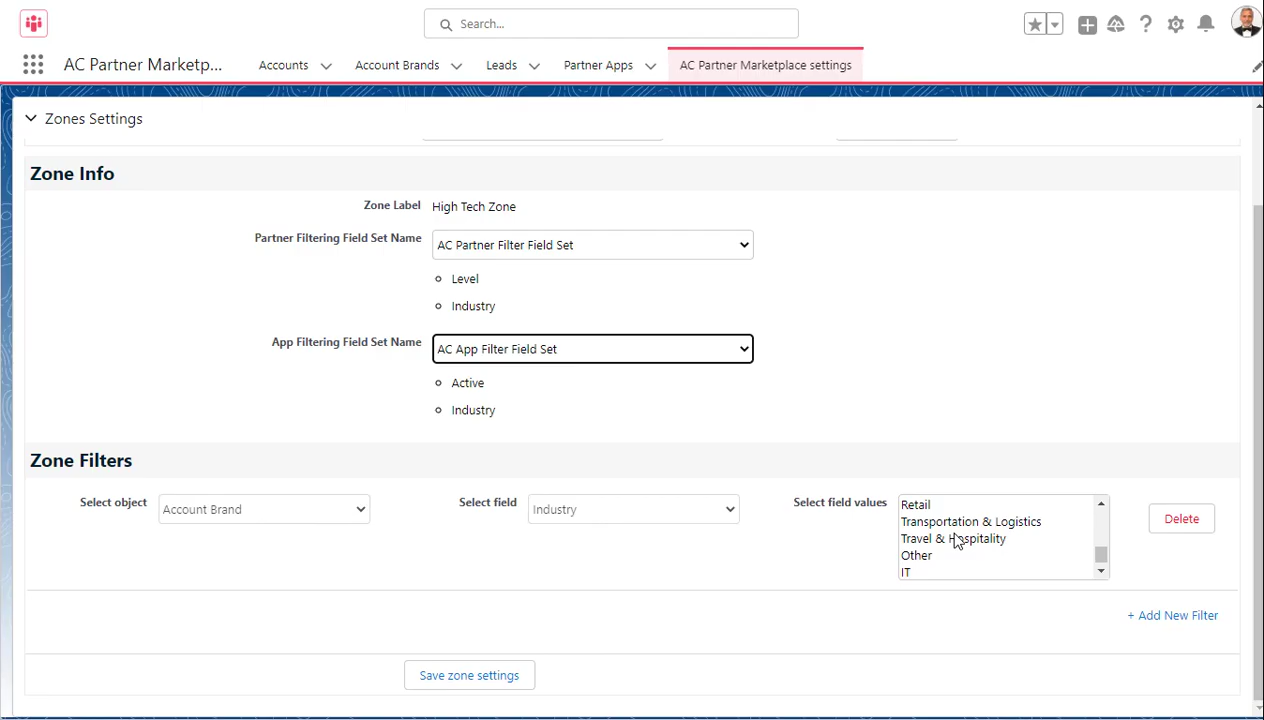 Search...
AC Partner Marketp...
Accounts
Account Brands
Leads
Partner Apps
AC Partner Marketplace settings
Zones Settings
Zone Info
Zone Label High Tech Zone
Partner Filtering Field Set Name AC Partner Filter Field Set
Level
Industry
App Filtering Field Set Name AC App Filter Field Set
Active
Industry
Zone Filters
Select object Account Brand Select field Industry Select field values
Retail
Transportation & Logistics
Travel & Hospitality
Other
IT
Delete
+ Add New Filter
Save zone settings